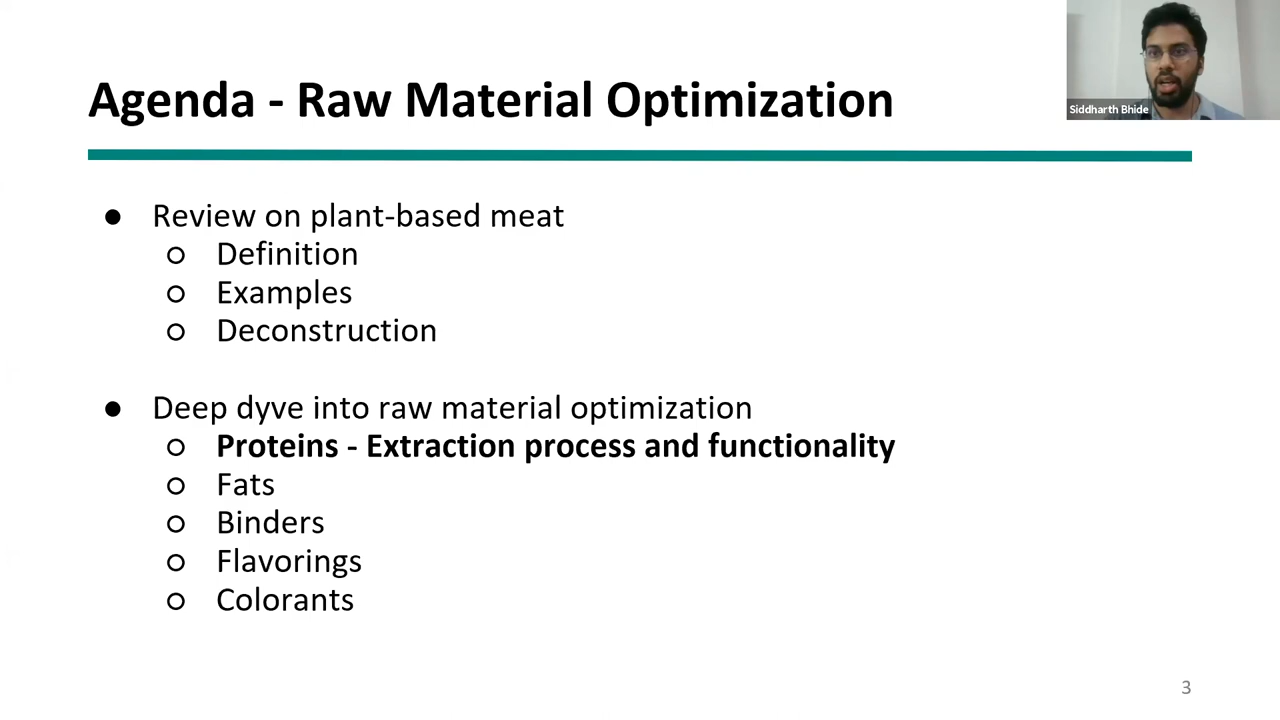 Agenda - Raw Material Optimization
Siddharth Bhide
● Review on plant-based meat
○ Definition
○ Examples
○ Deconstruction
● Deep dyve into raw material optimization
○ Proteins - Extraction process and functionality
○ Fats
○ Binders
○ Flavorings
○ Colorants
3